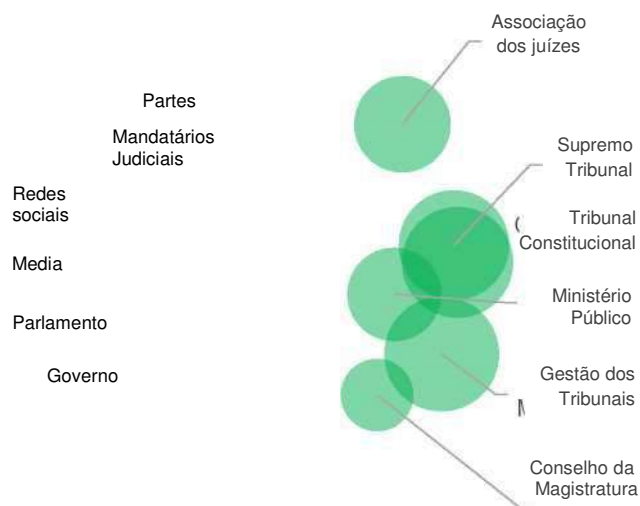 Associação
dos juízes
Partes
Mandatários
Judiciais
Supremo
Tribunal
Redes
sociais
Tribunal
Constitucional
Media
Ministério
Público
Parlamento
Governo
Gestão dos
Tribunais
Conselho da
Magistratura